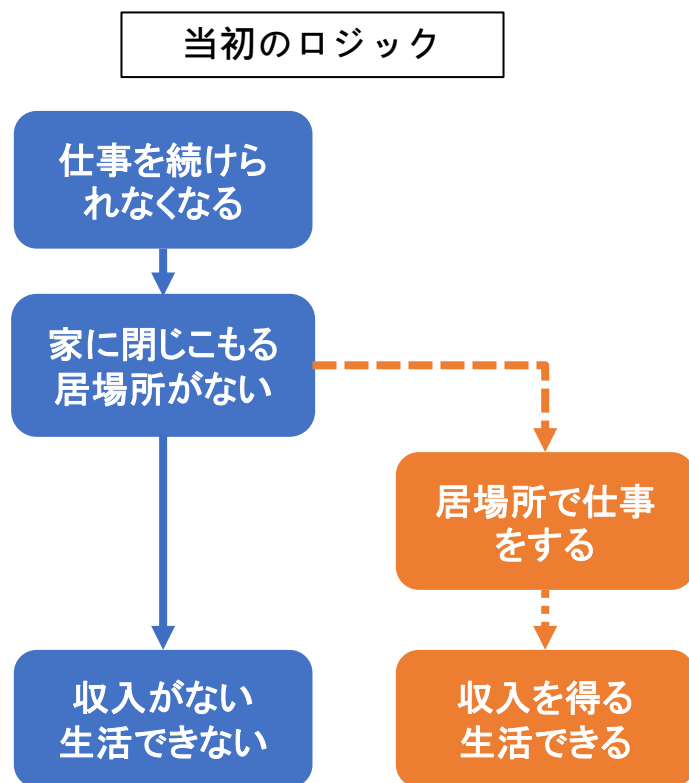 当初のロジック
仕事を続けら
れなくなる
家に閉じこもる
居場所がない
居場所で仕事
をする
収入がない
生活できない
収入を得る
生活できる